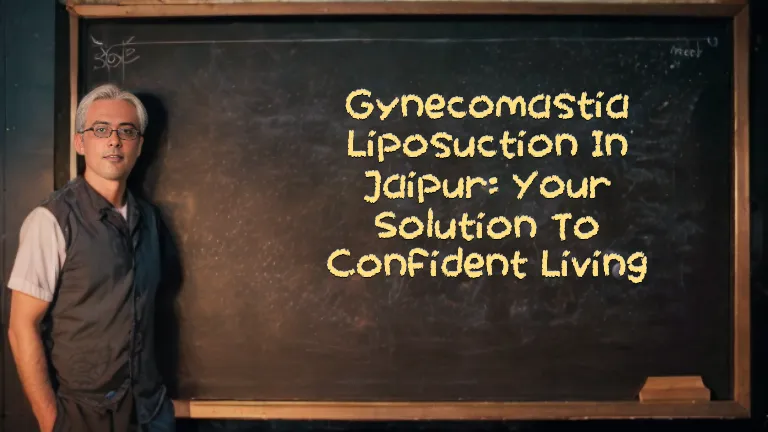 Gynecomastia
Liposuction In
Jaipur: Your
Solution To
Confident Living